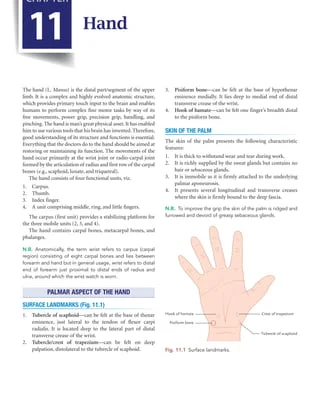 CHAPTER
11
Hand
The hand (L. Manus) is the distal part/segment of the upper
limb. It is a complex and highly evolved anatomic structure,
which provides primary touch input to the brain and enables
humans to perform complex fine motor tasks by way of its
free movements, power grip, precision grip, handling, and
pinching. The hand is man's great physical asset. It has enabled
him to use various tools that his brain has invented. Therefore,
good understanding of its structure and functions is essential.
Everything that the doctors do to the hand should be aimed at
restoring or maintaining its function. The movements of the
hand occur primarily at the wrist joint or radio-carpal joint
formed by the articulation of radius and first row of the carpal
bones (e.g., scaphoid, lunate, and triquetral).
The hand consists of four functional units, viz.
1. Carpus.
2. Thumb.
3. Index finger.
4. A unit comprising middle, ring, and little fingers.
The carpus (first unit) provides a stabilizing platform for
the three mobile units (2, 3, and 4).
The hand contains carpal bones, metacarpal bones, and
phalanges.
N.B. Anatomically, the term wrist refers to carpus (carpal
region) consisting of eight carpal bones and lies between
forearm and hand but in general usage, wrist refers to distal
end of forearm just proximal to distal ends of radius and
ulna, around which the wrist watch is worn.
PALMAR ASPECT OF THE HAND
SURFACE LANDMARKS (Fig. 11.1)
1. Tubercle of scaphoid—can be felt at the base of thenar
eminence, just lateral to the tendon of flexor carpi
radialis. It is located deep to the lateral part of distal
transverse crease of the wrist.
2. Tubercle/crest of trapezium—can be felt on deep
palpation, distolateral to the tubercle of scaphoid.
3. Pisiform bone—can be felt at the base of hypothenar
eminence medially. It lies deep to medial end of distal
transverse crease of the wrist.
4. Hook of hamate—can be felt one finger's breadth distal
to the pisiform bone.
SKIN OF THE PALM
The skin of the palm presents the following characteristic
features:
1. It is thick to withstand wear and tear during work.
2. It is richly supplied by the sweat glands but contains no
hair or sebaceous glands.
3. It is immobile as it is firmly attached to the underlying
palmar aponeurosis.
4. It presents several longitudinal and transverse creases
where the skin is firmly bound to the deep fascia.
N.B. To improve the grip the skin of the palm is ridged and
furrowed and devoid of greasy sebaceous glands.
Hook of hamate
Crest of trapezium
Pisiform bone
Tubercle of scaphoid
Fig. 11.1 Surface landmarks.